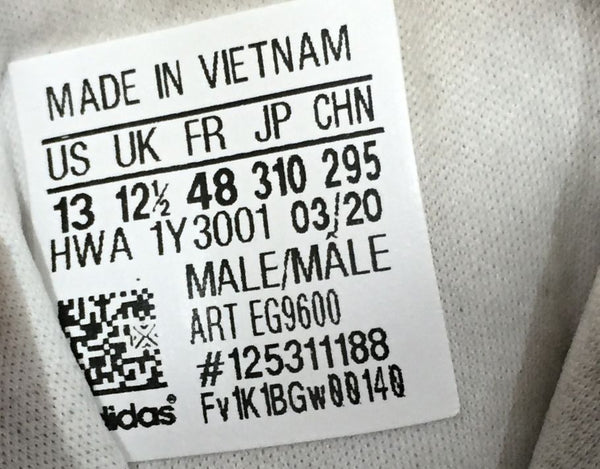 MADE IN VIETNAM
US UK FR JP CHN
13 12½ 48 310 295
HWA 1Y3001 03/20
MALE/MÂLE
ART EG9600
#125311188
Fv1K1BGw00140
adidas®